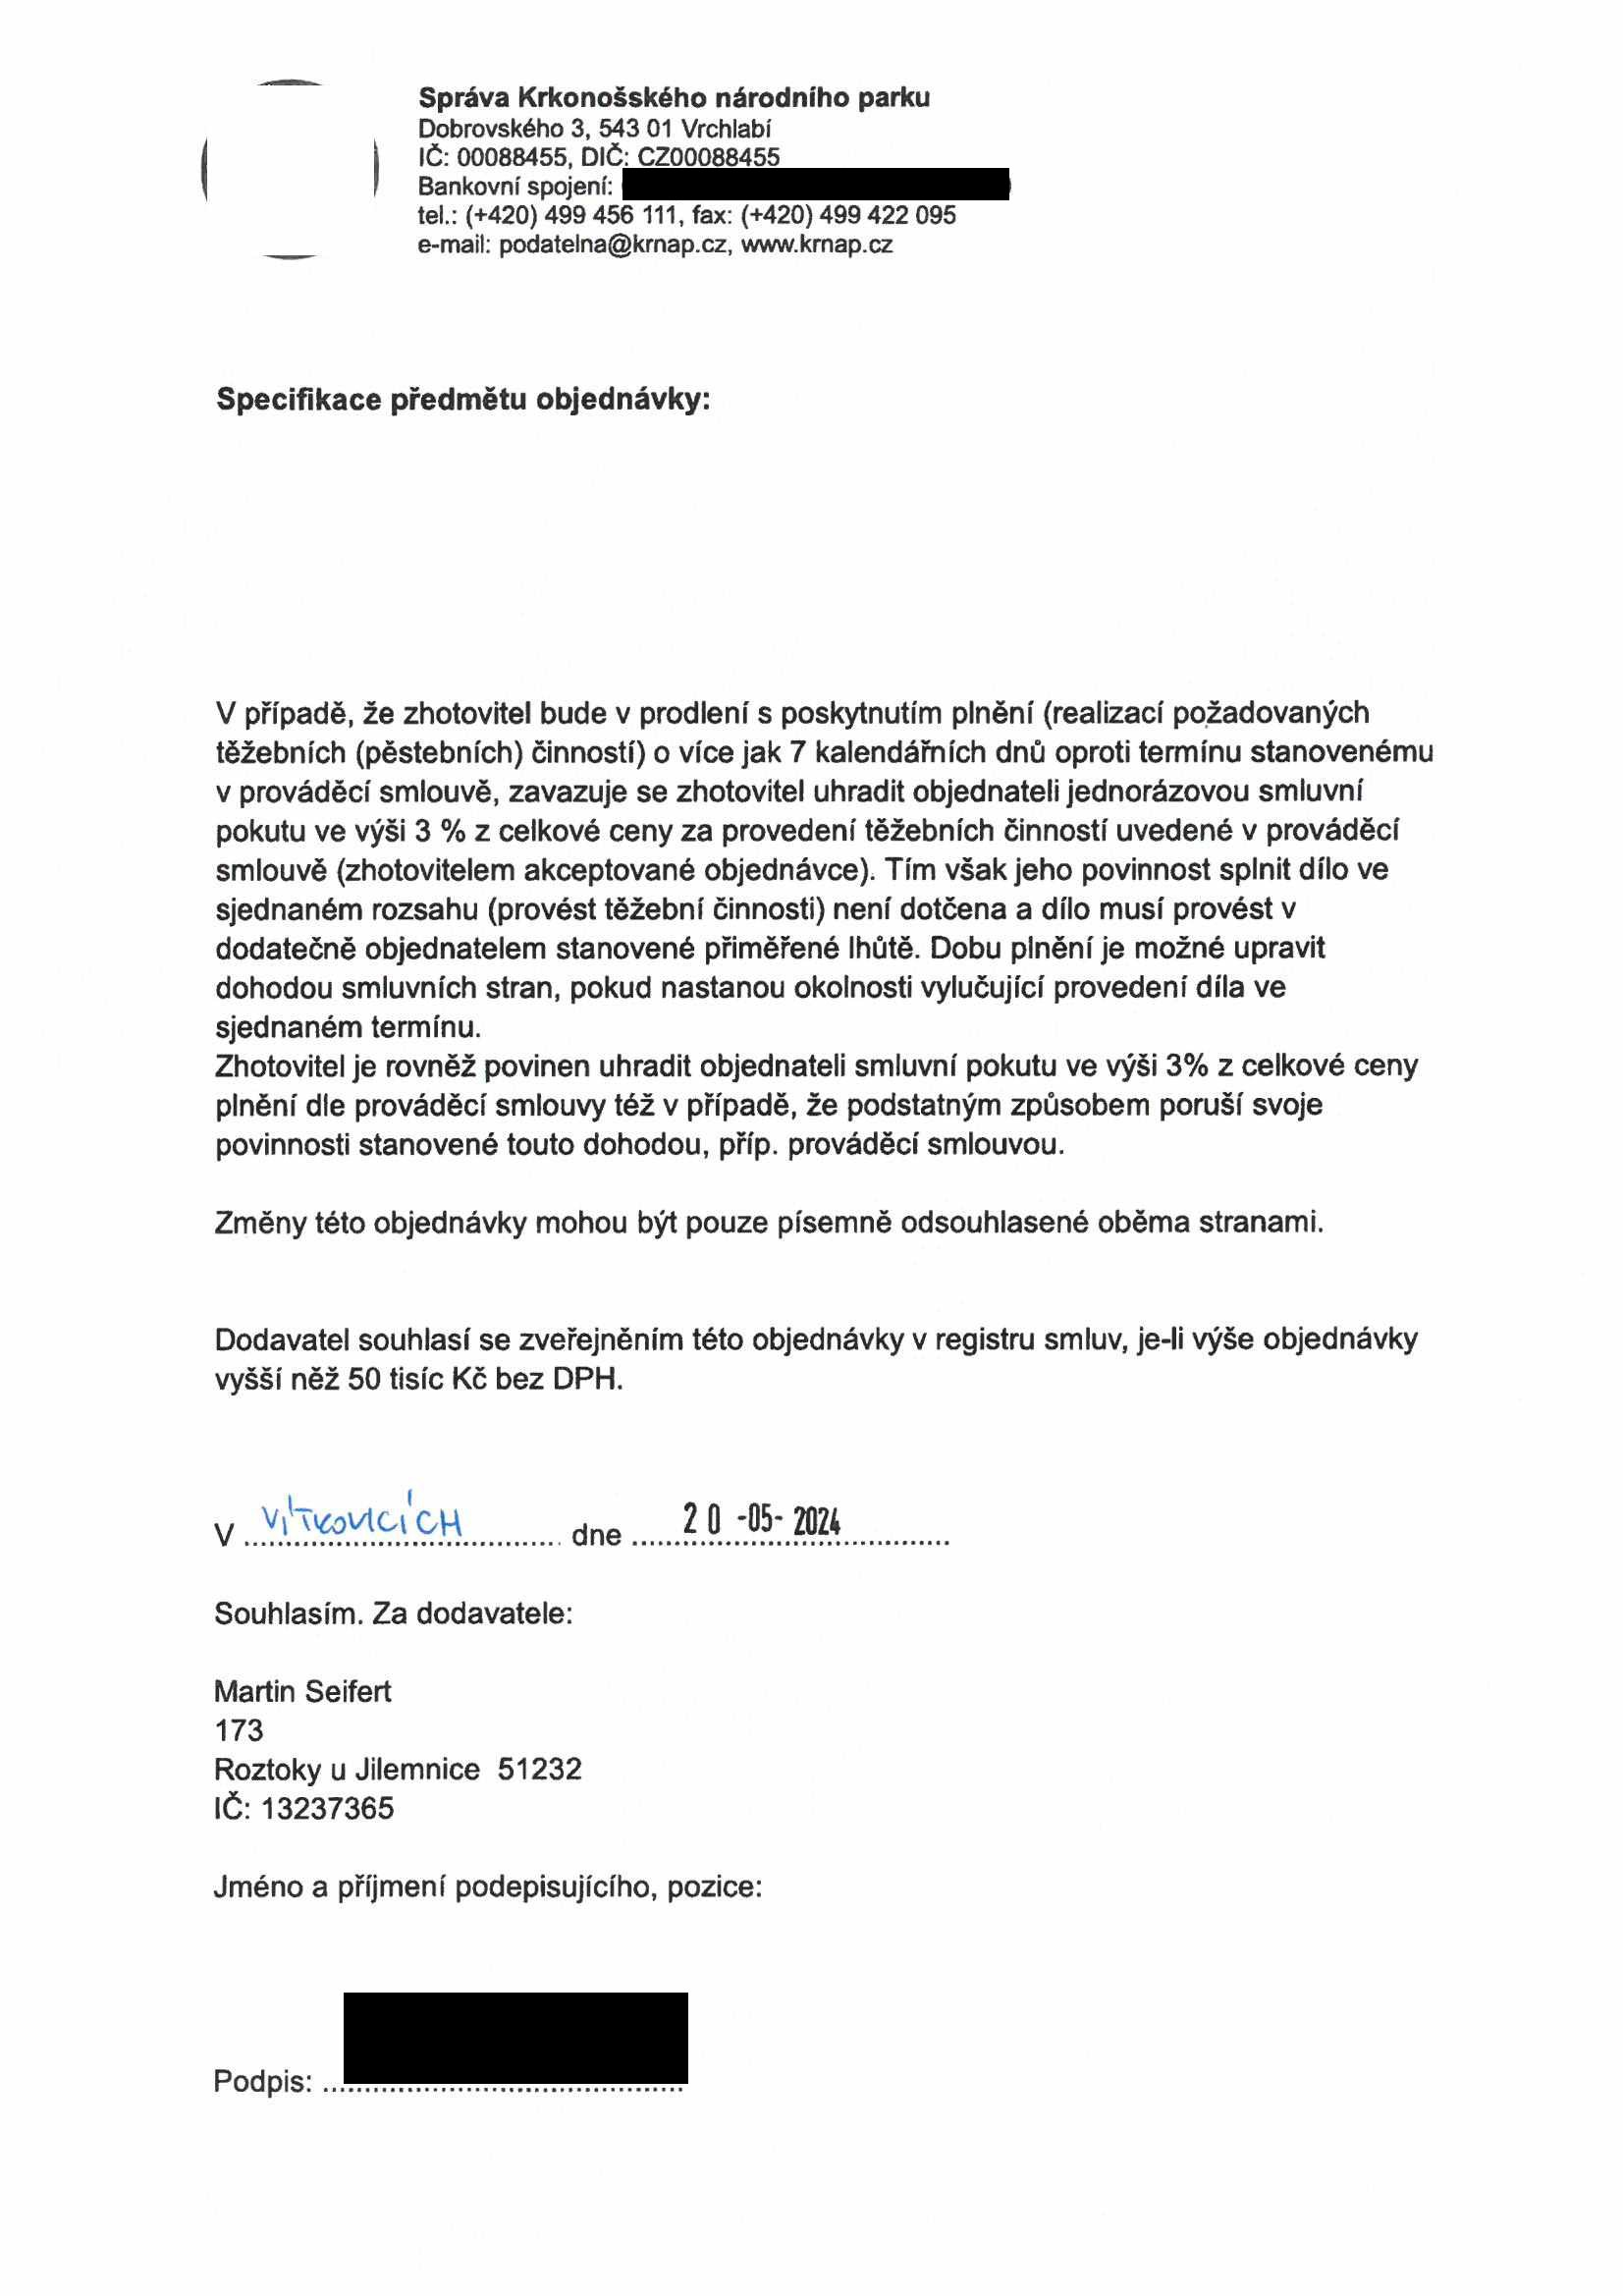 Správa Krkonošského národního parku
Dobrovského 3, 543 01 Vrchlabí
IČ: 00088455, DIČ: CZ00088455
Bankovní spojení:
tel.: (+420) 499 456 111, fax: (+420) 499 422 095
e-mail: podatelna@krnap.cz, www.krnap.cz
Specifikace předmětu objednávky:
V případě, že zhotovitel bude v prodlení s poskytnutím plnění (realizací požadovaných
těžebních (pěstebních) činností) o více jak 7 kalendářních dnů oproti termínu stanovenému
v prováděcí smlouvě, zavazuje se zhotovitel uhradit objednateli jednorázovou smluvní
pokutu ve výši 3 % z celkové ceny za provedení těžebních činností uvedené v prováděcí
smlouvě (zhotovitelem akceptované objednávce). Tím však jeho povinnost splnit dílo ve
sjednaném rozsahu (provést těžební činnosti) není dotčena a dílo musí provést v
dodatečně objednatelem stanovené přiměřené lhůtě. Dobu plnění je možné upravit
dohodou smluvních stran, pokud nastanou okolnosti vylučující provedení díla ve
sjednaném termínu.
Zhotovitel je rovněž povinen uhradit objednateli smluvní pokutu ve výši 3% z celkové ceny
plnění dle prováděcí smlouvy též v případě, že podstatným způsobem poruší svoje
povinnosti stanovené touto dohodou, příp. prováděcí smlouvou.
Změny této objednávky mohou být pouze písemně odsouhlasené oběma stranami.
Dodavatel souhlasí se zveřejněním této objednávky v registru smluv, je-li výše objednávky
vyšší něž 50 tisíc Kč bez DPH.
V VÍTKOVICÍCH dne 20 -05- 2024
Souhlasím. Za dodavatele:
Martin Seifert
173
Roztoky u Jilemnice 51232
IČ: 13237365
Jméno a příjmení podepisujícího, pozice:
Podpis: